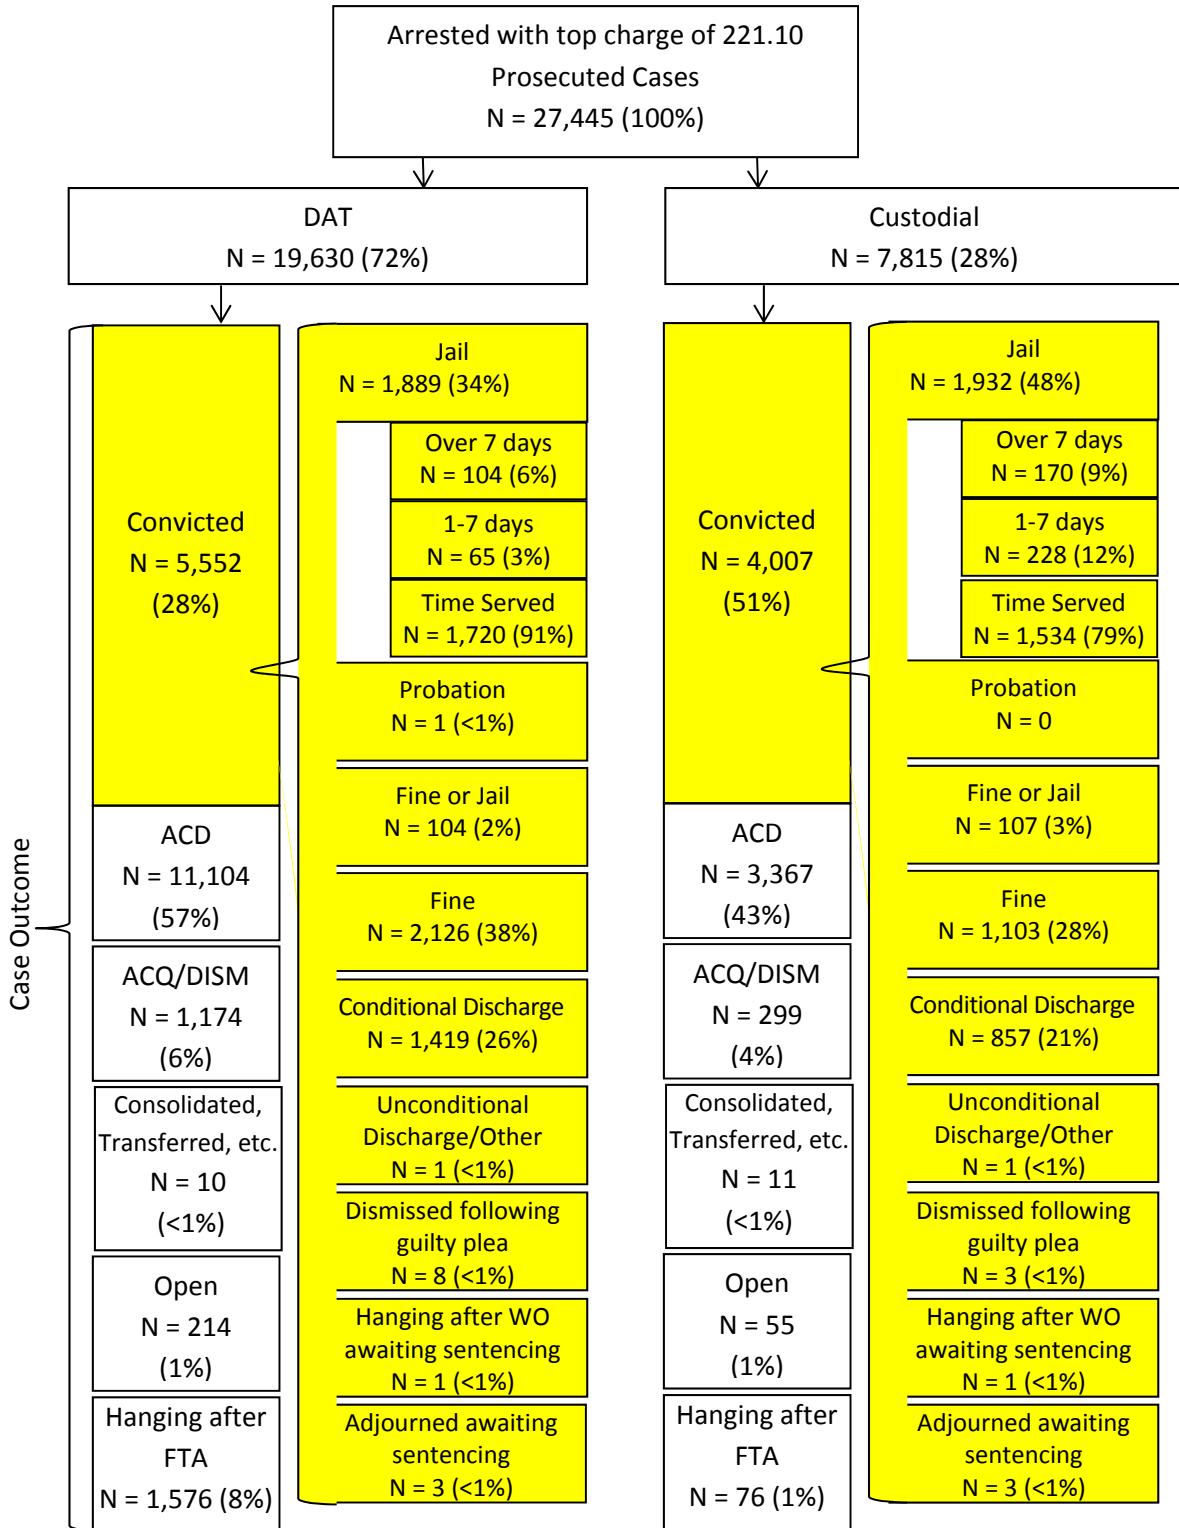 Arrested with top charge of 221.10
Prosecuted Cases
N = 27,445 (100%)
DAT
N = 19,630 (72%)
Custodial
N = 7,815 (28%)
Case Outcome
Convicted
N = 5,552
(28%)
ACD
N = 11,104
(57%)
ACQ/DISM
N = 1,174
(6%)
Consolidated,
Transferred, etc.
N = 10
(<1%)
Open
N = 214
(1%)
Hanging after
FTA
N = 1,576 (8%)
Jail
N = 1,889 (34%)
Over 7 days
N = 104 (6%)
1-7 days
N = 65 (3%)
Time Served
N = 1,720 (91%)
Probation
N = 1 (<1%)
Fine or Jail
N = 104 (2%)
Fine
N = 2,126 (38%)
Conditional Discharge
N = 1,419 (26%)
Unconditional
Discharge/Other
N = 1 (<1%)
Dismissed following
guilty plea
N = 8 (<1%)
Hanging after WO
awaiting sentencing
N = 1 (<1%)
Adjourned awaiting
sentencing
N = 3 (<1%)
Convicted
N = 4,007
(51%)
ACD
N = 3,367
(43%)
ACQ/DISM
N = 299
(4%)
Consolidated,
Transferred, etc.
N = 11
(<1%)
Open
N = 55
(1%)
Hanging after
FTA
N = 76 (1%)
Jail
N = 1,932 (48%)
Over 7 days
N = 170 (9%)
1-7 days
N = 228 (12%)
Time Served
N = 1,534 (79%)
Probation
N = 0
Fine or Jail
N = 107 (3%)
Fine
N = 1,103 (28%)
Conditional Discharge
N = 857 (21%)
Unconditional
Discharge/Other
N = 1 (<1%)
Dismissed following
guilty plea
N = 3 (<1%)
Hanging after WO
awaiting sentencing
N = 1 (<1%)
Adjourned awaiting
sentencing
N = 3 (<1%)